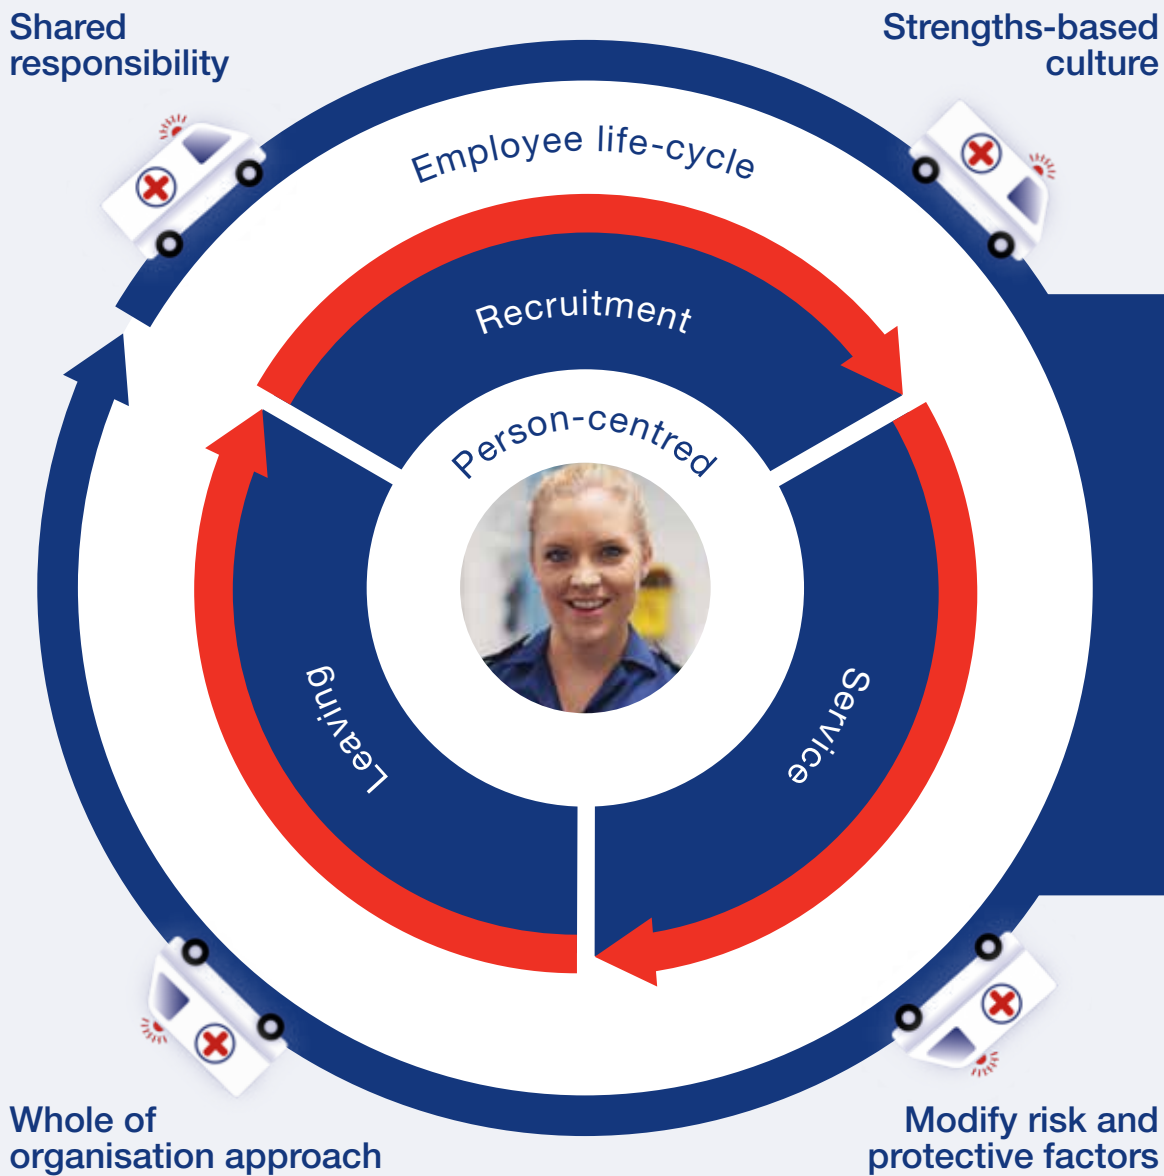 Shared
responsibility
Strengths-based
culture
Employee life-cycle
Recruitment
Person-centred
Service
Leaving
Whole of
organisation approach
Modify risk and
protective factors